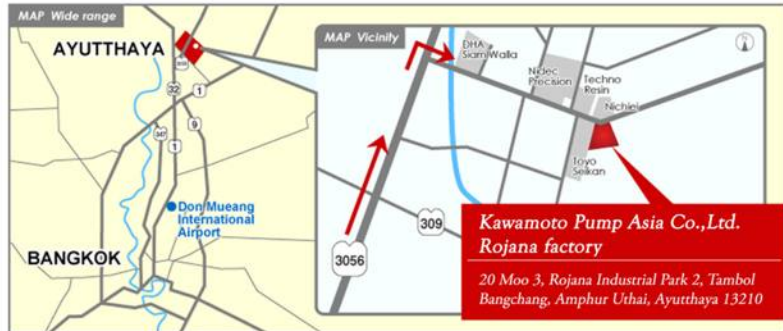 MAP Wide range
AYUTTHAYA
32
1
347
9
1
Don Mueang
International
Airport
BANGKOK
MAP Vicinity
DHA
Siam Walla
Nidec
Precision
Techno
Resin
Nichiei
Toyo
Seikan
309
3056
Kawamoto Pump Asia Co.,Ltd.
Rojana factory
20 Moo 3, Rojana Industrial Park 2, Tambol
Bangchang, Amphur Uthai, Ayutthaya 13210